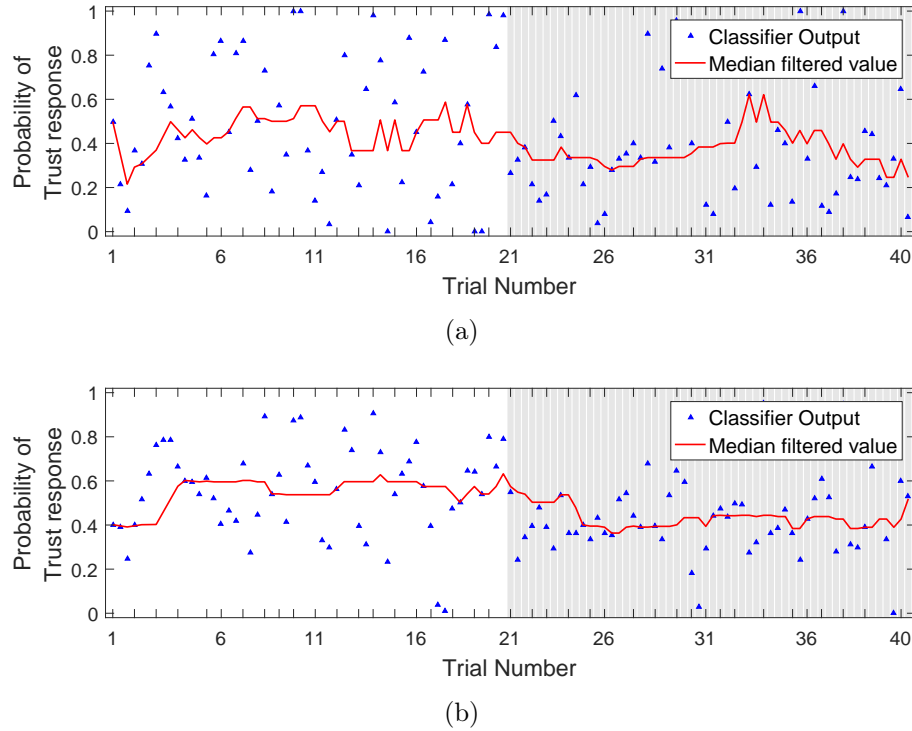 1
0.8
0.6
0.4
0.2
0
Probability of
Trust response
Classifier Output
Median filtered value
1 6 11 16 21 26 31 36 40
Trial Number
(a)
1
0.8
0.6
0.4
0.2
0
Probability of
Trust response
Classifier Output
Median filtered value
1 6 11 16 21 26 31 36 40
Trial Number
(b)